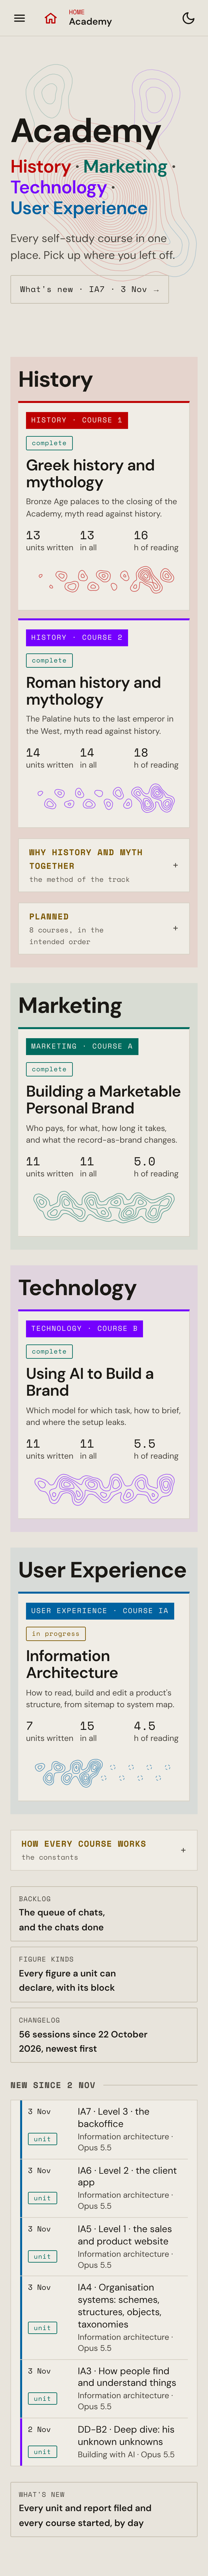 HOME
Academy
Academy
History · Marketing ·
Technology ·
User Experience
Every self-study course in one
place. Pick up where you left off.
What's new · IA7 · 3 Nov →
History
HISTORY · COURSE 1
complete
Greek history and
mythology
Bronze Age palaces to the closing of the
Academy, myth read against history.
13 13 16
units written in all h of reading
HISTORY · COURSE 2
complete
Roman history and
mythology
The Palatine huts to the last emperor in
the West, myth read against history.
14 14 18
units written in all h of reading
WHY HISTORY AND MYTH
TOGETHER
the method of the track
+
PLANNED
8 courses, in the
intended order
+
Marketing
MARKETING · COURSE A
complete
Building a Marketable
Personal Brand
Who pays, for what, how long it takes,
and what the record-as-brand changes.
11 11 5.0
units written in all h of reading
Technology
TECHNOLOGY · COURSE B
complete
Using AI to Build a
Brand
Which model for which task, how to brief,
and where the setup leaks.
11 11 5.5
units written in all h of reading
User Experience
USER EXPERIENCE · COURSE IA
in progress
Information
Architecture
How to read, build and edit a product's
structure, from sitemap to system map.
7 15 4.5
units written in all h of reading
HOW EVERY COURSE WORKS
the constants
+
BACKLOG
The queue of chats,
and the chats done
FIGURE KINDS
Every figure a unit can
declare, with its block
CHANGELOG
56 sessions since 22 October
2026, newest first
NEW SINCE 2 NOV
3 Nov IA7 · Level 3 · the
backoffice
unit Information architecture ·
Opus 5.5
3 Nov IA6 · Level 2 · the client
app
unit Information architecture ·
Opus 5.5
3 Nov IA5 · Level 1 · the sales
and product website
unit Information architecture ·
Opus 5.5
3 Nov IA4 · Organisation
systems: schemes,
structures, objects,
taxonomies
unit Information architecture ·
Opus 5.5
3 Nov IA3 · How people find
and understand things
unit Information architecture ·
Opus 5.5
2 Nov DD-B2 · Deep dive: his
unknown unknowns
unit Building with AI · Opus 5.5
WHAT'S NEW
Every unit and report filed and
every course started, by day